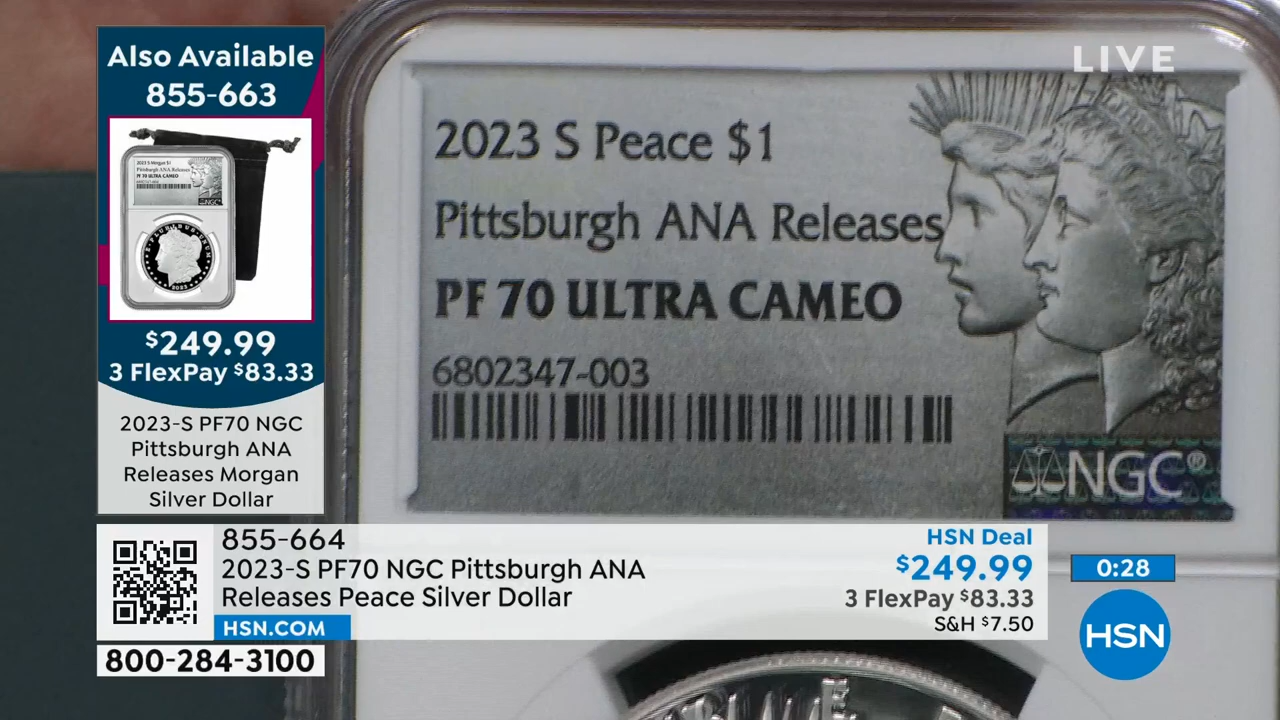 Also Available
855-663
2023 S Morgan $1
Pittsburgh ANA Releases
PF 70 ULTRA CAMEO
NGC
$249.99
3 FlexPay $83.33
2023-S PF70 NGC
Pittsburgh ANA
Releases Morgan
Silver Dollar
LIVE
2023 S Peace $1
Pittsburgh ANA Releases
PF 70 ULTRA CAMEO
6802347-003
NGC®
855-664
2023-S PF70 NGC Pittsburgh ANA
Releases Peace Silver Dollar
HSN.COM
800-284-3100
HSN Deal
$249.99
3 FlexPay $83.33
S&H $7.50
0:28
HSN